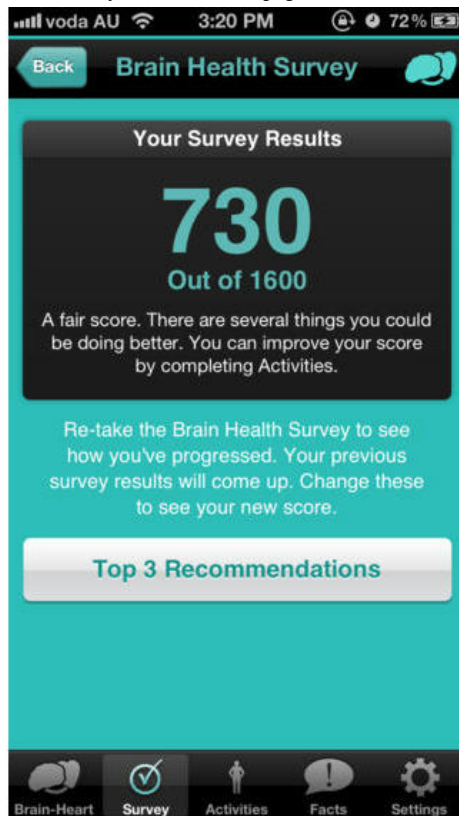 voda AU 3:20 PM 72%
Back Brain Health Survey
Your Survey Results
730
Out of 1600
A fair score. There are several things you could
be doing better. You can improve your score
by completing Activities.
Re-take the Brain Health Survey to see
how you've progressed. Your previous
survey results will come up. Change these
to see your new score.
Top 3 Recommendations
Brain-Heart Survey Activities Facts Settings